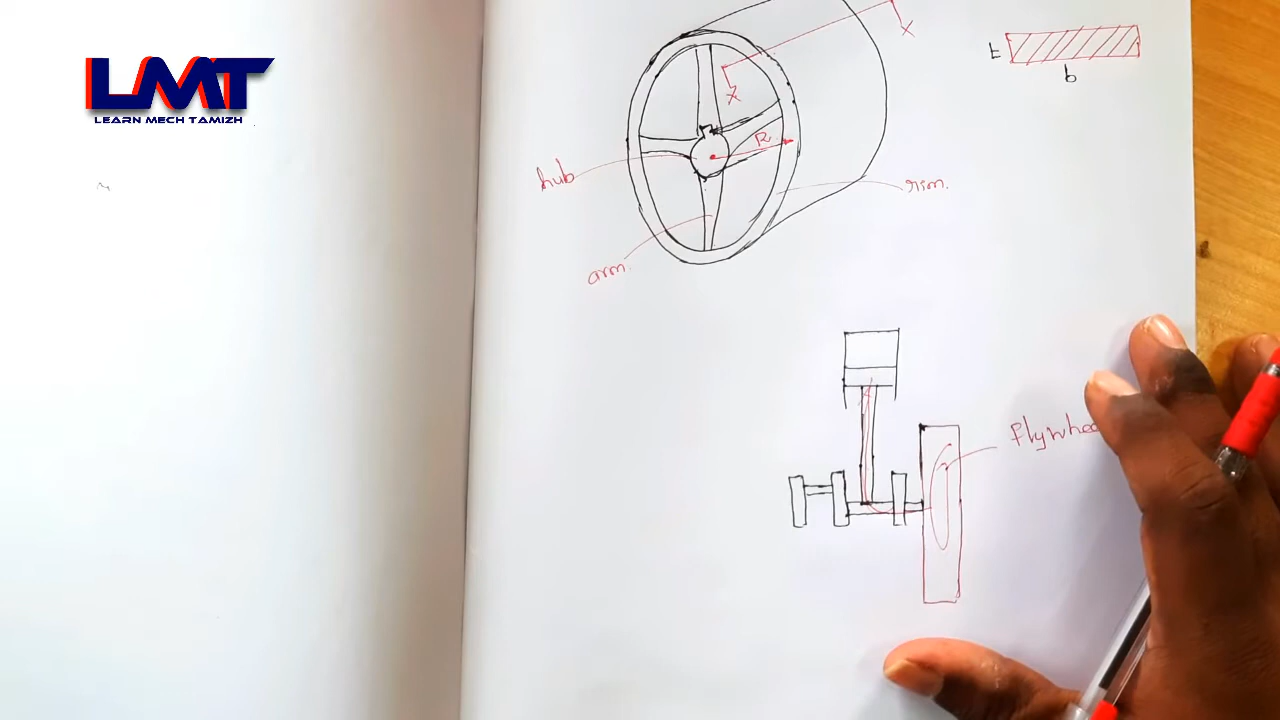 LMT
LEARN MECH TAMIZH
X
X
t
b
R
hub
rim.
arm.
flywhee